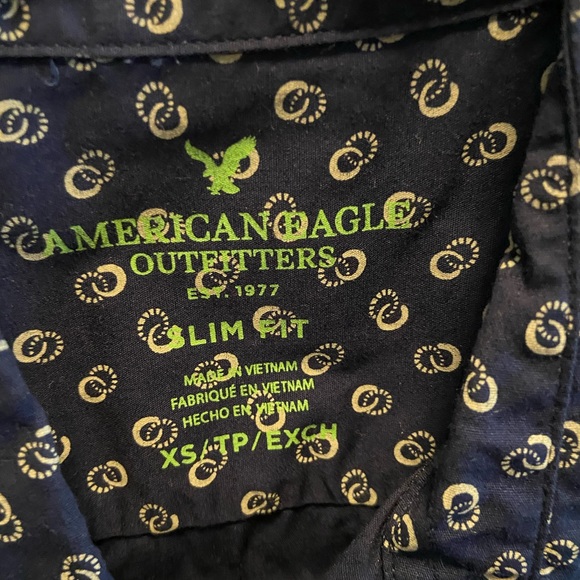 AMERICAN EAGLE
OUTFITTERS
EST. 1977
SLIM FIT
MADE IN VIETNAM
FABRIQUÉ EN VIETNAM
HECHO EN VIETNAM
XS/TP/EXCH